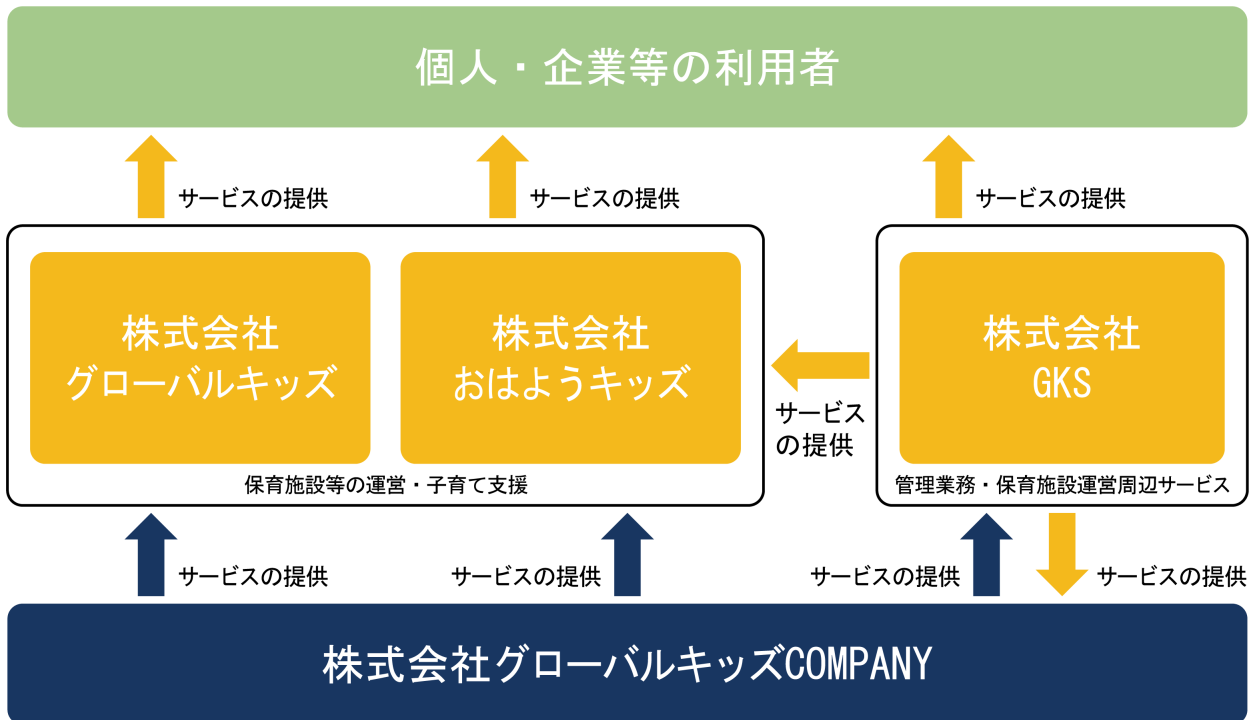 個人・企業等の利用者
サービスの提供
サービスの提供
サービスの提供
株式会社
グローバルキッズ
株式会社
おはようキッズ
保育施設等の運営・子育て支援
サービス
の提供
株式会社
GKS
管理業務・保育施設運営周辺サービス
サービスの提供
サービスの提供
サービスの提供
サービスの提供
株式会社グローバルキッズCOMPANY